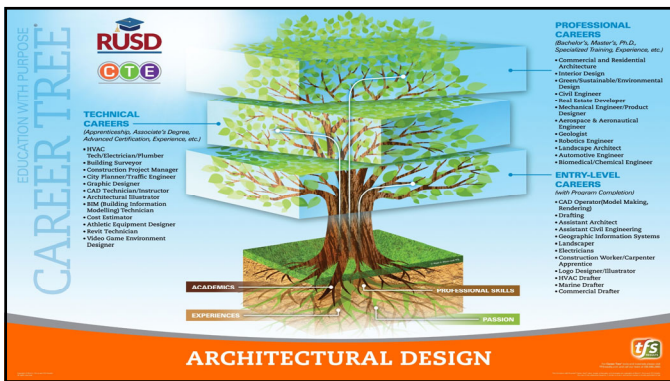 EDUCATION WITH PURPOSE
CAREER TREE®
RUSD
CTE
TECHNICAL
CAREERS
(Apprenticeship, Associate's Degree,
Advanced Certification, Experience, etc.)
• HVAC
Tech/Electrician/Plumber
• Building Surveyor
• Construction Project Manager
• City Planner/Traffic Engineer
• Graphic Designer
• CAD Technician/Instructor
• Architectural Illustrator
• BIM (Building Information
Modelling) Technician
• Cost Estimator
• Athletic Equipment Designer
• Revit Technician
• Video Game Environment
Designer
PROFESSIONAL
CAREERS
(Bachelor's, Master's, Ph.D.,
Specialized Training, Experience, etc.)
• Commercial and Residential
Architecture
• Interior Design
• Green/Sustainable/Environmental
Design
• Civil Engineer
• Real Estate Developer
• Mechanical Engineer/Product
Designer
• Aerospace & Aeronautical
Engineer
• Geologist
• Robotics Engineer
• Landscape Architect
• Automotive Engineer
• Biomedical/Chemical Engineer
ENTRY-LEVEL
CAREERS
(with Program Completion)
• CAD Operator(Model Making,
Rendering)
• Drafting
• Assistant Architect
• Assistant Civil Engineering
• Geographic Information Systems
• Landscaper
• Electricians
• Construction Worker/Carpenter
Apprentice
• Logo Designer/Illustrator
• HVAC Drafter
• Marine Drafter
• Commercial Drafter
ACADEMICS
PROFESSIONAL SKILLS
EXPERIENCES
PASSION
ARCHITECTURAL DESIGN
tfs